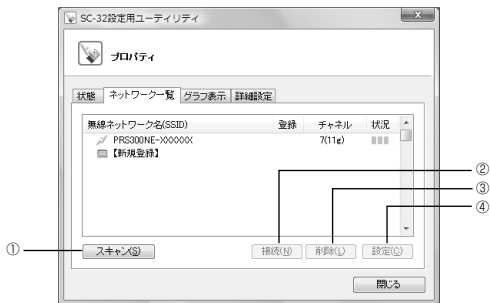 SC-32設定用ユーティリティ
プロパティ
状態 ネットワーク一覧 グラフ表示 詳細設定
無線ネットワーク名(SSID) 登録 チャネル 状況
PRS300NE-XXXXXX 7(11g)
【新規登録】
②
③
④
① スキャン(S) 接続(N) 削除(L) 設定(C)
閉じる